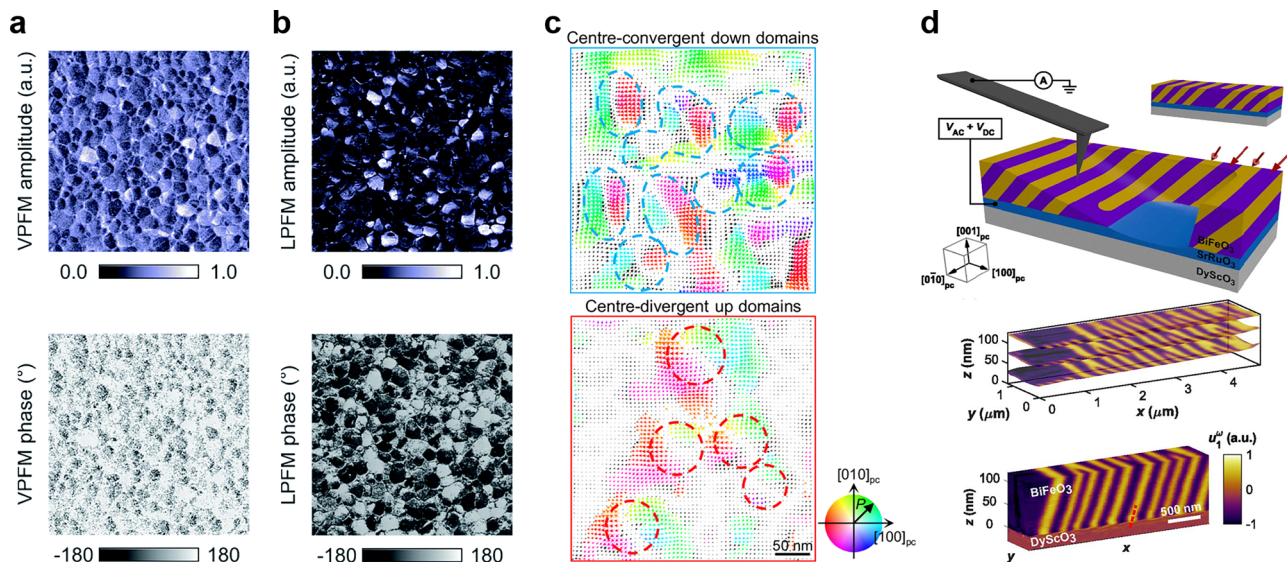 a
VPFM amplitude (a.u.)
0.0 1.0
VPFM phase (°)
-180 180
b
LPFM amplitude (a.u.)
0.0 1.0
LPFM phase (°)
-180 180
c
Centre-convergent down domains
Centre-divergent up domains
[010]pc
P
[100]pc
50 nm
d
A
VAC + VDC
BiFeO3
SrRuO3
DyScO3
[001]pc
[010]pc
[100]pc
z (nm)
100
50
0
1
0
y (μm)
0
1
2
3
4
x (μm)
z (nm)
100
50
0
BiFeO3
DyScO3
500 nm
y
x
u1ω (a.u.)
1
0
-1